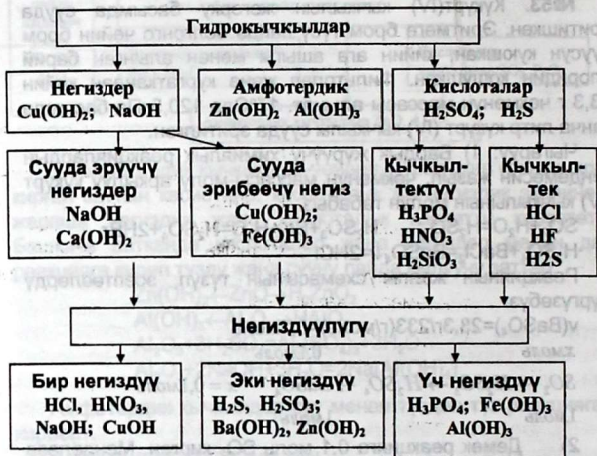 Гидрокычкылдар
Негиздер
Cu(OH)2; NaOH
Амфотердик
Zn(OH)2 Al(OH)3
Кислоталар
H2SO4; H2S
Сууда эрүүчү
негиздер
NaOH
Ca(OH)2
Сууда
эрибөөчү негиз
Cu(OH)2;
Fe(OH)3
Кычкыл-
тектүү
H3PO4
HNO3
H2SiO3
Кычкыл-
тек
HCl
HF
H2S
Негиздүүлүгү
Бир негиздүү
HCl, HNO3,
NaOH; CuOH
Эки негиздүү
H2S, H2SO3;
Ba(OH)2, Zn(OH)2
Үч негиздүү
H3PO4; Fe(OH)3
Al(OH)3